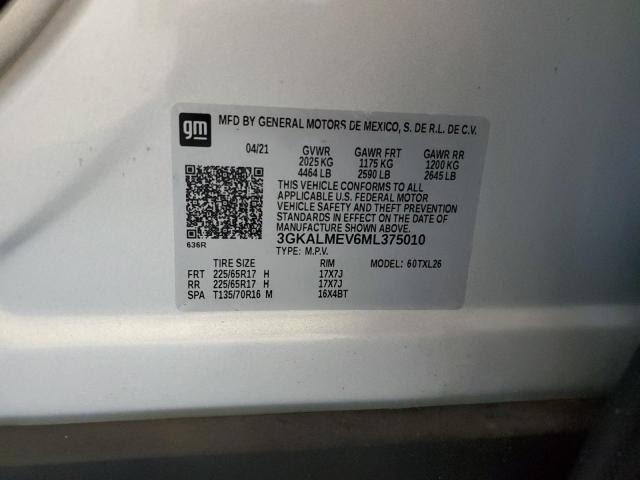 gm
MFD BY GENERAL MOTORS DE MEXICO, S. DE R.L. DE C.V.
04/21 GVWR GAWR FRT GAWR RR
2025 KG 1175 KG 1200 KG
4464 LB 2590 LB 2645 LB
THIS VEHICLE CONFORMS TO ALL
APPLICABLE U.S. FEDERAL MOTOR
VEHICLE SAFETY AND THEFT
PREVENTION STANDARDS IN
EFFECT ON THE DATE OF
MANUFACTURE SHOWN ABOVE.
636R
3GKALMEV6ML375010
TYPE: M.P.V.
MODEL: 60TXL26
TIRE SIZE RIM
FRT 225/65R17 H 17X7J
RR 225/65R17 H 17X7J
SPA T135/70R16 M 16X4BT